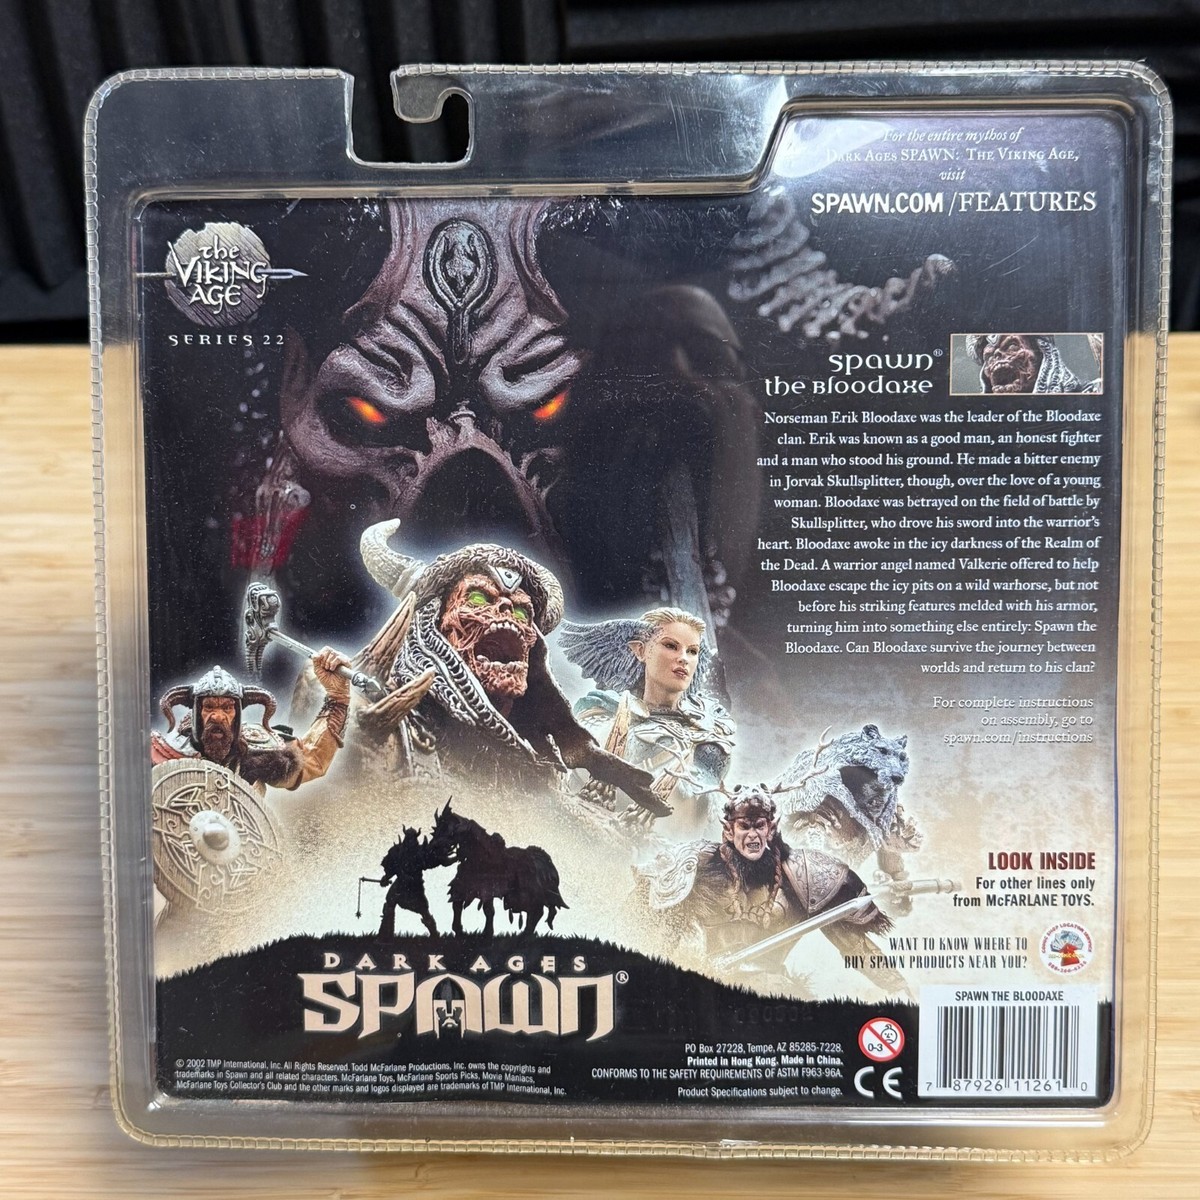 For the entire mythos of
Dark Ages SPAWN: The Viking Age,
visit
SPAWN.COM/FEATURES
the
VIKING
AGE
SERIES 22
spawn®
the Bloodaxe
Norseman Erik Bloodaxe was the leader of the Bloodaxe
clan. Erik was known as a good man, an honest fighter
and a man who stood his ground. He made a bitter enemy
in Jorvak Skullsplitter, though, over the love of a young
woman. Bloodaxe was betrayed on the field of battle by
Skullsplitter, who drove his sword into the warrior's
heart. Bloodaxe awoke in the icy darkness of the Realm of
the Dead. A warrior angel named Valkerie offered to help
Bloodaxe escape the icy pits on a wild warhorse, but not
before his striking features melded with his armor,
turning him into something else entirely: Spawn the
Bloodaxe. Can Bloodaxe survive the journey between
worlds and return to his clan?
For complete instructions
on assembly, go to
spawn.com/instructions
LOOK INSIDE
For other lines only
from McFARLANE TOYS.
WANT TO KNOW WHERE TO
BUY SPAWN PRODUCTS NEAR YOU?
DARK AGES
SPAWN®
© 2002 TMP International, Inc. All Rights Reserved. Todd McFarlane Productions, Inc. owns the copyrights and
trademarks in Spawn and all related characters. McFarlane Toys, McFarlane Sports Picks, Movie Maniacs,
McFarlane Toys Collector's Club and the other marks and logos displayed are trademarks of TMP International, Inc.
PO Box 27228, Tempe, AZ 85285-7228.
Printed in Hong Kong. Made in China.
CONFORMS TO THE SAFETY REQUIREMENTS OF ASTM F963-96A.
Product Specifications subject to change.
0-3
CE
SPAWN THE BLOODAXE
7 87926 11261 0